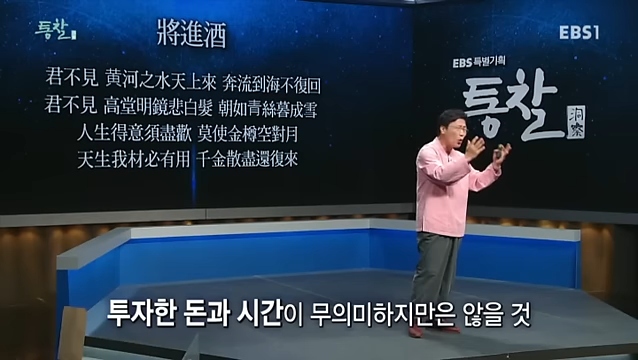 통찰
EBS1
將進酒
君不見 黄河之水天上來 奔流到海不復回
君不見 高堂明鏡悲白髮 朝如青絲暮成雪
人生得意須盡歡 莫使金樽空對月
天生我材必有用 千金散盡還復來
EBS 특별기획
통찰
洞察
투자한 돈과 시간이 무의미하지만은 않을 것